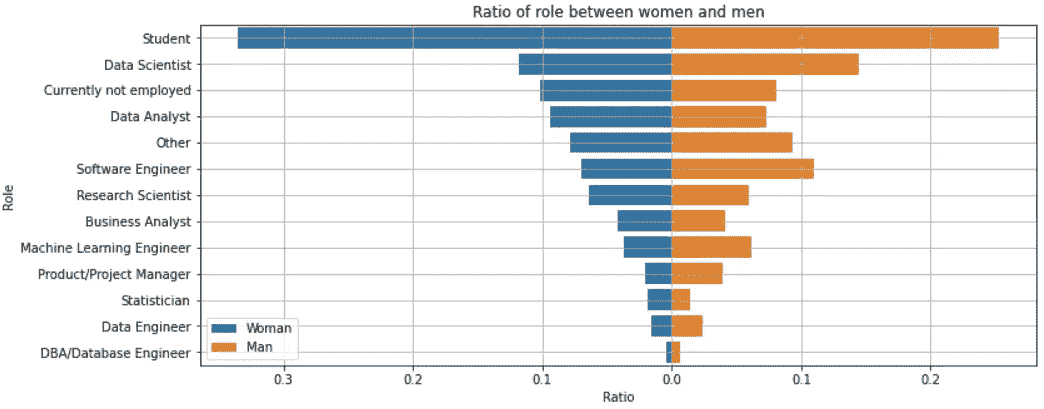 Ratio of role between women and men
Role
Student
Data Scientist
Currently not employed
Data Analyst
Other
Software Engineer
Research Scientist
Business Analyst
Machine Learning Engineer
Product/Project Manager
Statistician
Data Engineer
DBA/Database Engineer
Woman
Man
0.3 0.2 0.1 0.0 0.1 0.2
Ratio